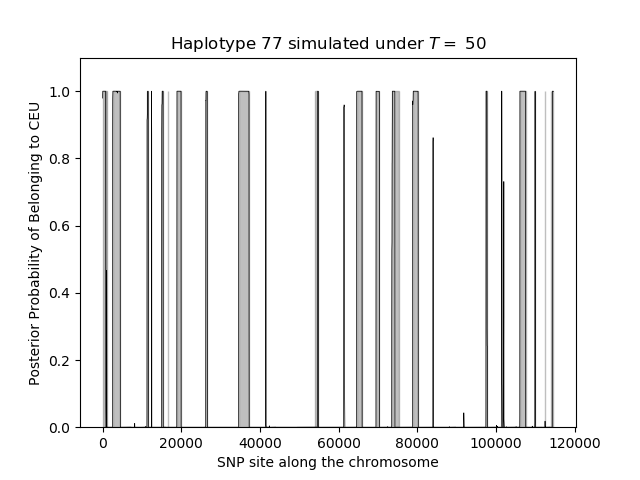 Haplotype 77 simulated under T = 50
Posterior Probability of Belonging to CEU
1.0
0.8
0.6
0.4
0.2
0.0
0 20000 40000 60000 80000 100000 120000
SNP site along the chromosome